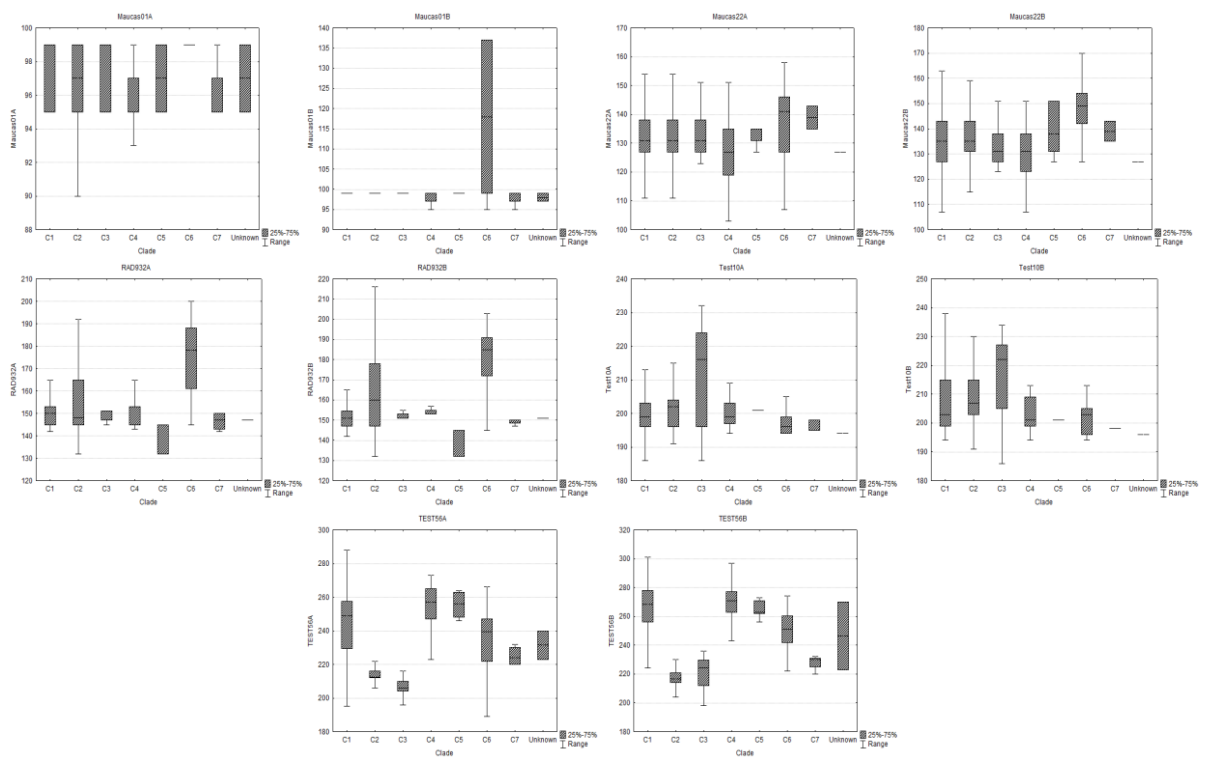 Maucas01A
Maucas01A
100
98
96
94
92
90
88
C1 C2 C3 C4 C5 C6 C7 Unknown
Clade
25%-75%
Range
Maucas01B
Maucas01B
140
135
130
125
120
115
110
105
100
95
90
C1 C2 C3 C4 C5 C6 C7 Unknown
Clade
25%-75%
Range
Maucas22A
Maucas22A
170
160
150
140
130
120
110
100
C1 C2 C3 C4 C5 C6 C7 Unknown
Clade
25%-75%
Range
Maucas22B
Maucas22B
180
170
160
150
140
130
120
110
100
C1 C2 C3 C4 C5 C6 C7 Unknown
Clade
25%-75%
Range
RAD932A
RAD932A
210
200
190
180
170
160
150
140
130
120
C1 C2 C3 C4 C5 C6 C7 Unknown
Clade
25%-75%
Range
RAD932B
RAD932B
220
210
200
190
180
170
160
150
140
130
120
C1 C2 C3 C4 C5 C6 C7 Unknown
Clade
25%-75%
Range
Test10A
Test10A
240
230
220
210
200
190
180
C1 C2 C3 C4 C5 C6 C7 Unknown
Clade
25%-75%
Range
Test10B
Test10B
250
240
230
220
210
200
190
180
C1 C2 C3 C4 C5 C6 C7 Unknown
Clade
25%-75%
Range
TEST56A
TEST56A
300
280
260
240
220
200
180
C1 C2 C3 C4 C5 C6 C7 Unknown
Clade
25%-75%
Range
TEST56B
TEST56B
320
300
280
260
240
220
200
180
C1 C2 C3 C4 C5 C6 C7 Unknown
Clade
25%-75%
Range